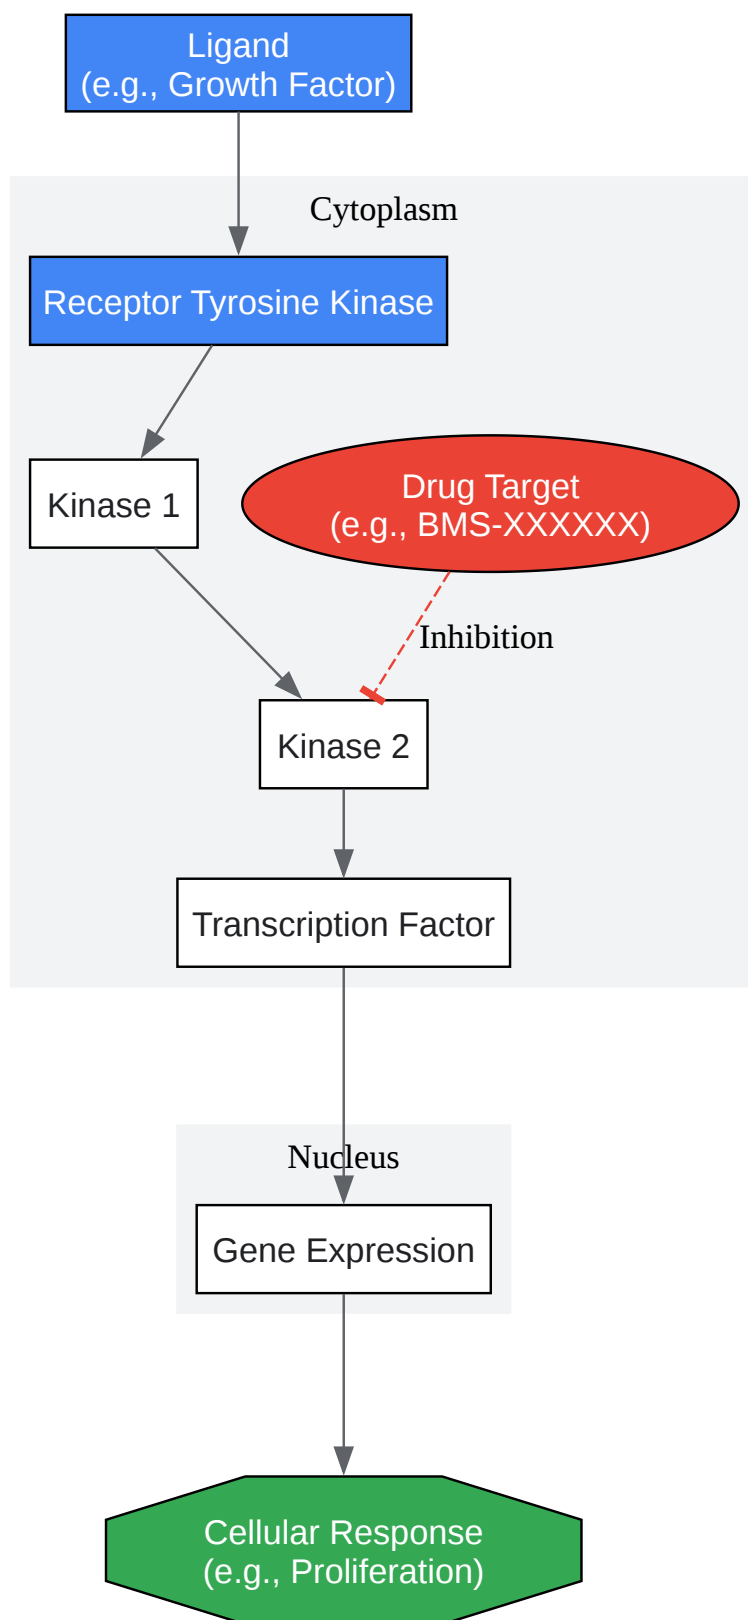 Ligand
(e.g., Growth Factor)
Cytoplasm
Receptor Tyrosine Kinase
Kinase 1
Drug Target
(e.g., BMS-XXXXXX)
Inhibition
Kinase 2
Transcription Factor
Nucleus
Gene Expression
Cellular Response
(e.g., Proliferation)